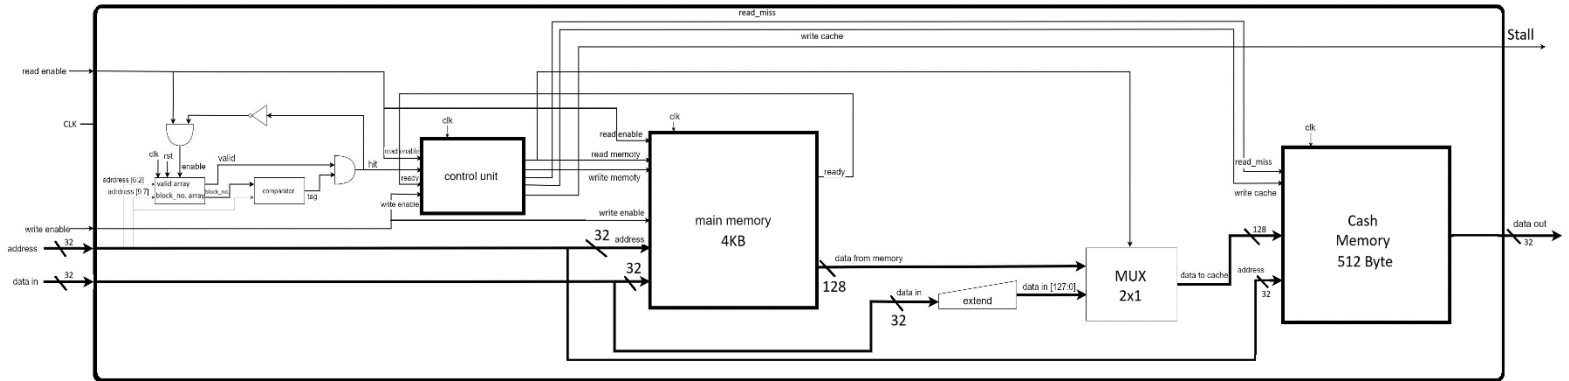 read_miss
write cache
Stall
read enable
CLK
clk
rst
enable
valid
hit
addrdess [6:2]
addrdess [9:7]
valid array
block_no. array
block_no.
comparator
tag
clk
read enable
ready
write enable
control unit
clk
read enable
read memory
write memoty
write enable
32
address
32
main memory
4KB
ready
write enable
address
32
data in
32
data from memory
128
data in
32
extend
data in [127:0]
MUX
2x1
data to cache
128
address
32
clk
read_miss
write cache
Cash
Memory
512 Byte
data out
32